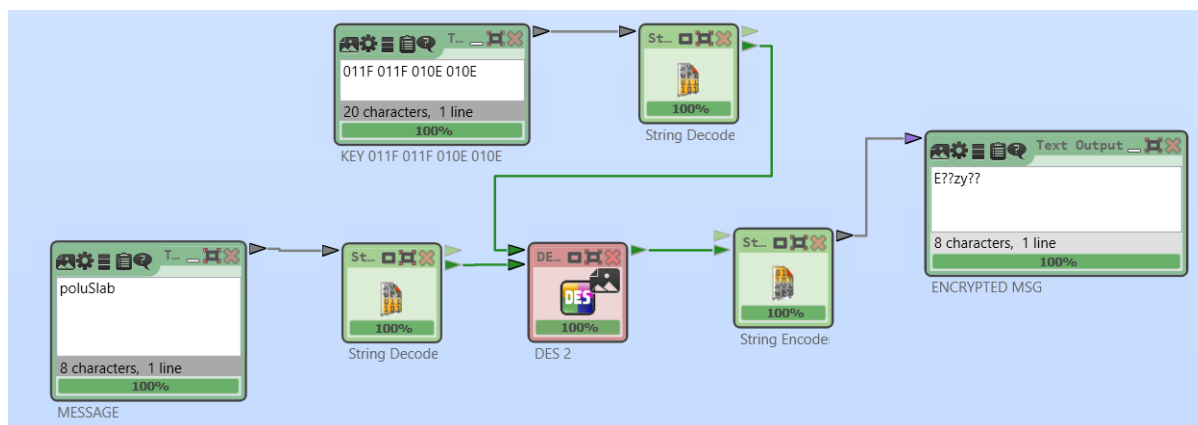 T...
011F 011F 010E 010E
20 characters, 1 line
100%
KEY 011F 011F 010E 010E
St...
100%
String Decode
Text Output
E??zy??
8 characters, 1 line
100%
ENCRYPTED MSG
T...
poluSlab
8 characters, 1 line
100%
MESSAGE
St...
100%
String Decode
DE...
DES
100%
DES 2
St...
100%
String Encode